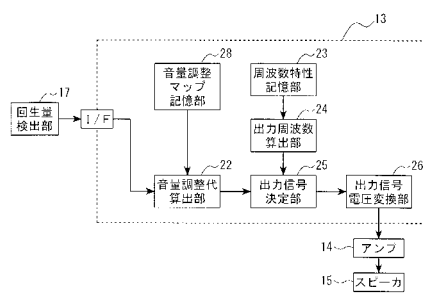 13
28
23
音量調整
マップ
記憶部
周波数特性
記憶部
17
回生量
検出部
I/F
24
出力周波数
算出部
22
音量調整代
算出部
25
出力信号
決定部
26
出力信号
電圧変換部
14
アンプ
15
スピーカ